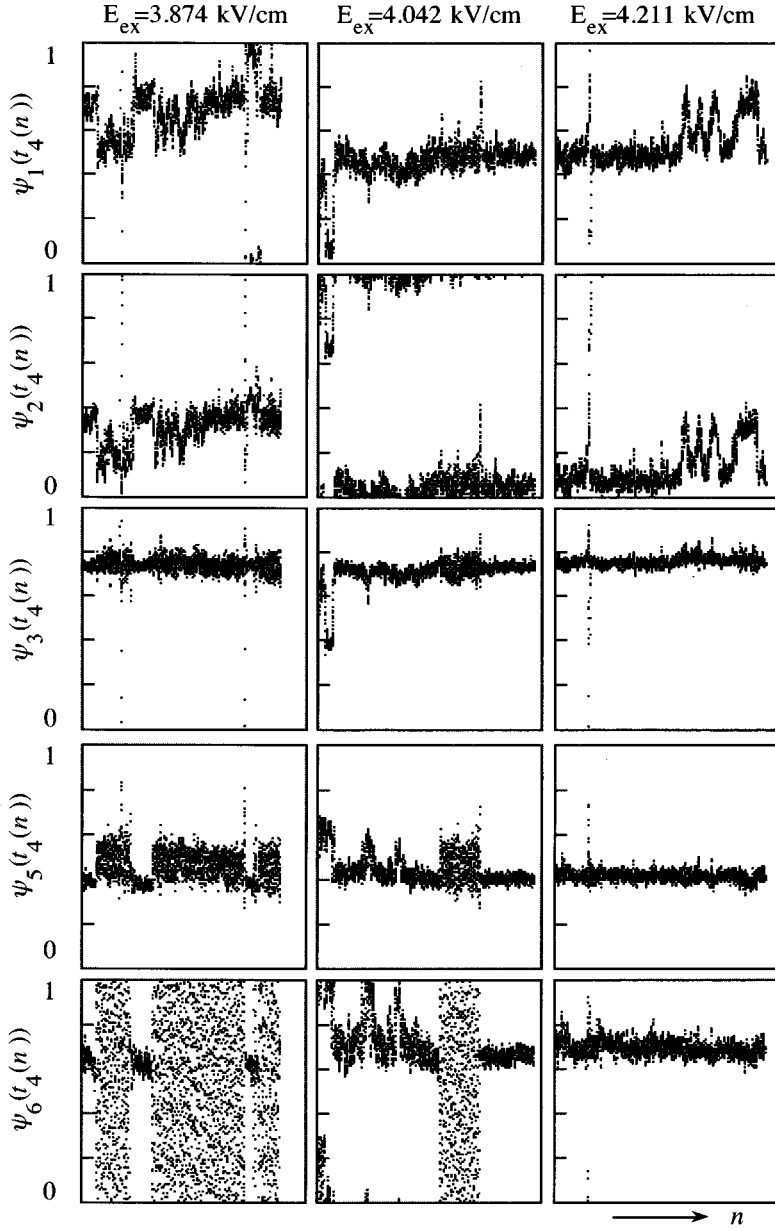 E_ex=3.874 kV/cm E_ex=4.042 kV/cm E_ex=4.211 kV/cm
1
ψ_1(t_4(n))
0
1
ψ_2(t_4(n))
0
1
ψ_3(t_4(n))
0
1
ψ_5(t_4(n))
0
1
ψ_6(t_4(n))
0
n